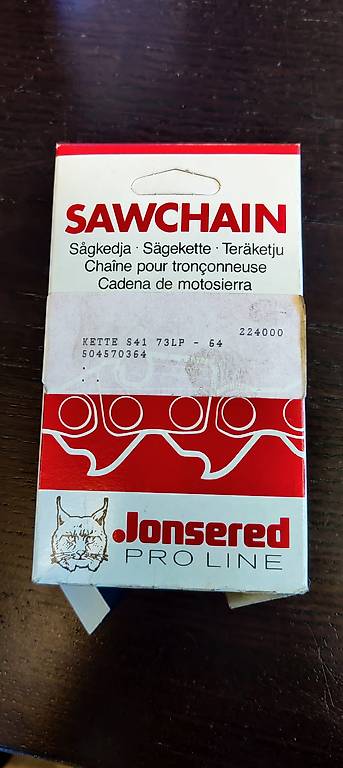 SAWCHAIN
Sågkedja · Sägekette · Teräketju
Chaîne pour tronçonneuse
Cadena de motosierra
224000
KETTE S41 73LP - 64
504570364
.
. .
Jonsered
PRO LINE